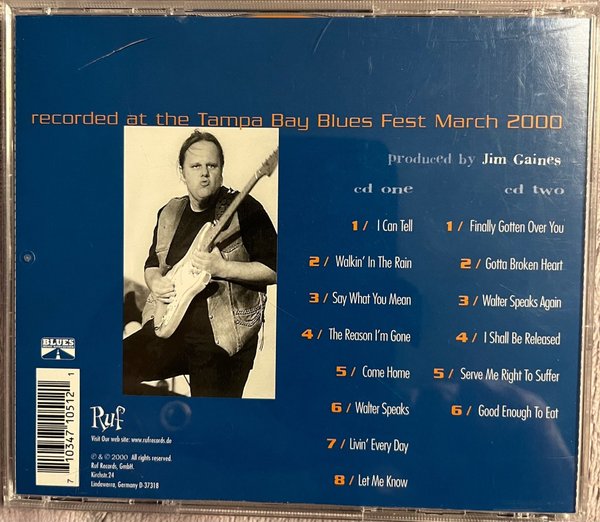 recorded at the Tampa Bay Blues Fest March 2000
produced by Jim Gaines
cd one
1 / I Can Tell
2 / Walkin' In The Rain
3 / Say What You Mean
4 / The Reason I'm Gone
5 / Come Home
6 / Walter Speaks
7 / Livin' Every Day
8 / Let Me Know
cd two
1 / Finally Gotten Over You
2 / Gotta Broken Heart
3 / Walter Speaks Again
4 / I Shall Be Released
5 / Serve Me Right To Suffer
6 / Good Enough To Eat
BLUES
7 10347 10512 1
Ruf
Visit Our web site: www.rufrecords.de
℗ & © 2000 All rights reserved.
Ruf Records, GmbH.
Kirchstr.24
Lindewerra, Germany D-37318